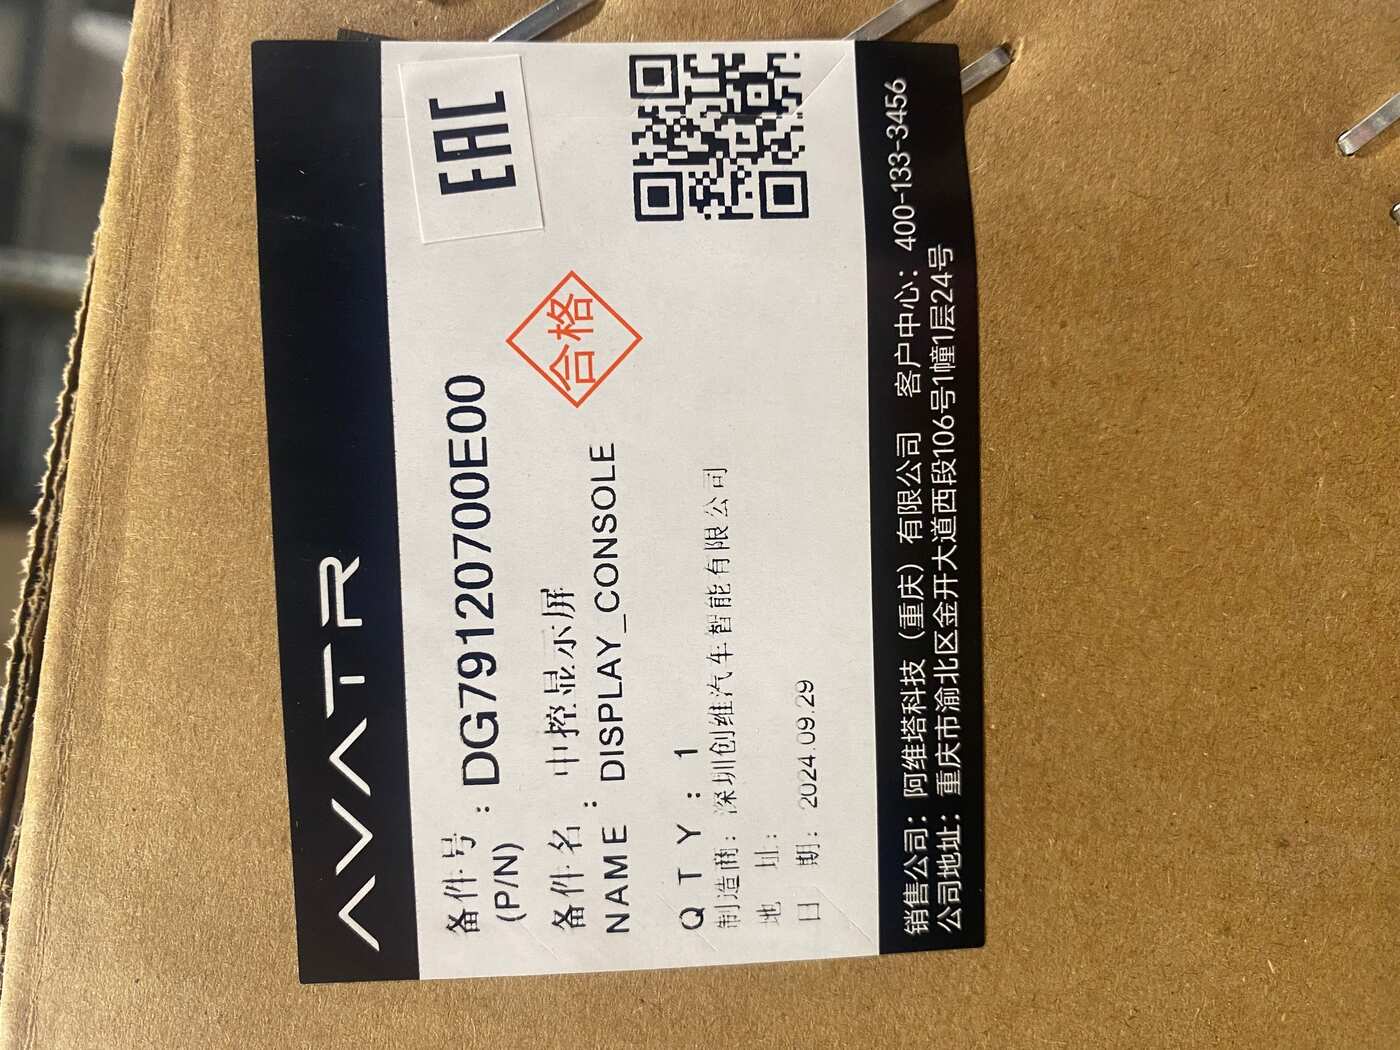 AVATR
备件号:DG79120700E00
(P/N)
EAC
备件名:中控显示屏
NAME DISPLAY_CONSOLE
合格
QTY:1
制造商:深圳创维汽车智能有限公司
地 址:
日 期:2024.09.29
销售公司:阿维塔科技(重庆)有限公司 客户中心:400-133-3456
公司地址:重庆市渝北区金开大道西段106号1幢1层24号